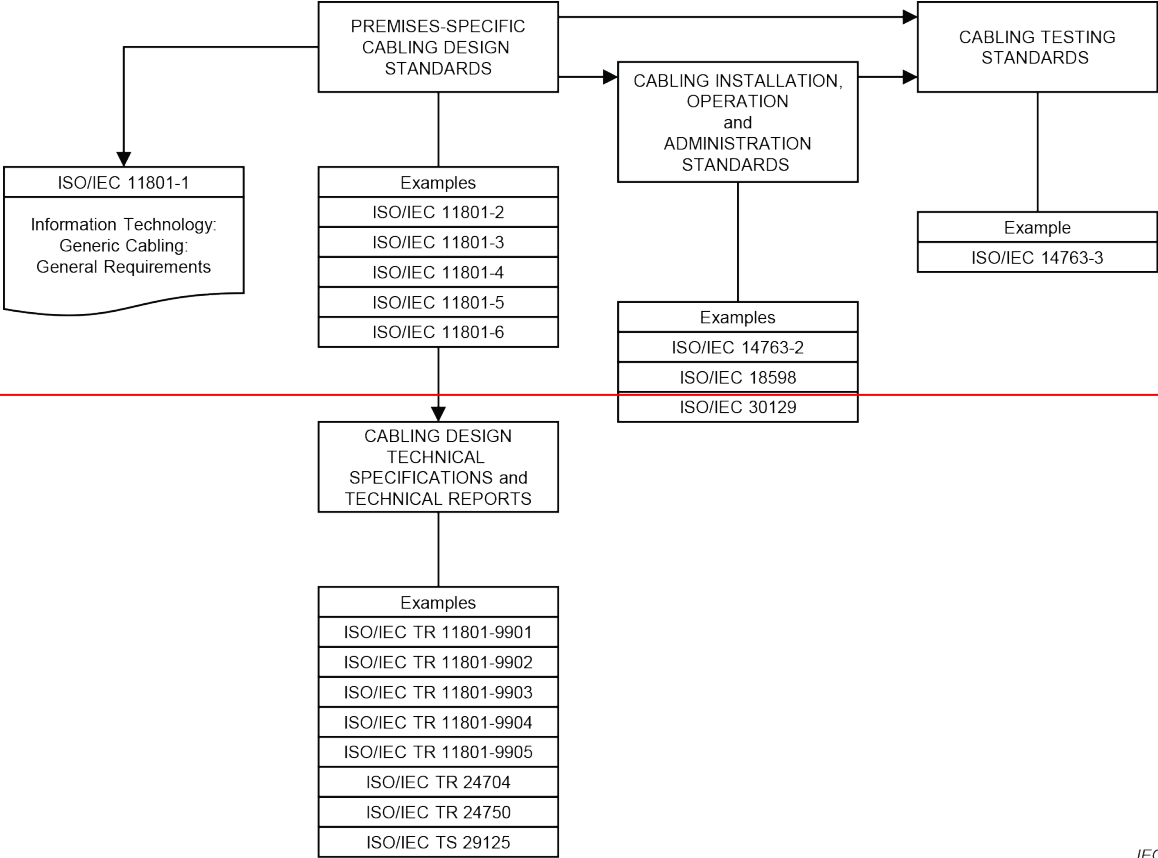 PREMISES-SPECIFIC
CABLING DESIGN
STANDARDS
CABLING TESTING
STANDARDS
CABLING INSTALLATION,
OPERATION
and
ADMINISTRATION
STANDARDS
ISO/IEC 11801-1
Information Technology:
Generic Cabling:
General Requirements
Examples
ISO/IEC 11801-2
ISO/IEC 11801-3
ISO/IEC 11801-4
ISO/IEC 11801-5
ISO/IEC 11801-6
Example
ISO/IEC 14763-3
Examples
ISO/IEC 14763-2
ISO/IEC 18598
ISO/IEC 30129
CABLING DESIGN
TECHNICAL
SPECIFICATIONS and
TECHNICAL REPORTS
Examples
ISO/IEC TR 11801-9901
ISO/IEC TR 11801-9902
ISO/IEC TR 11801-9903
ISO/IEC TR 11801-9904
ISO/IEC TR 11801-9905
ISO/IEC TR 24704
ISO/IEC TR 24750
ISO/IEC TS 29125
IEC